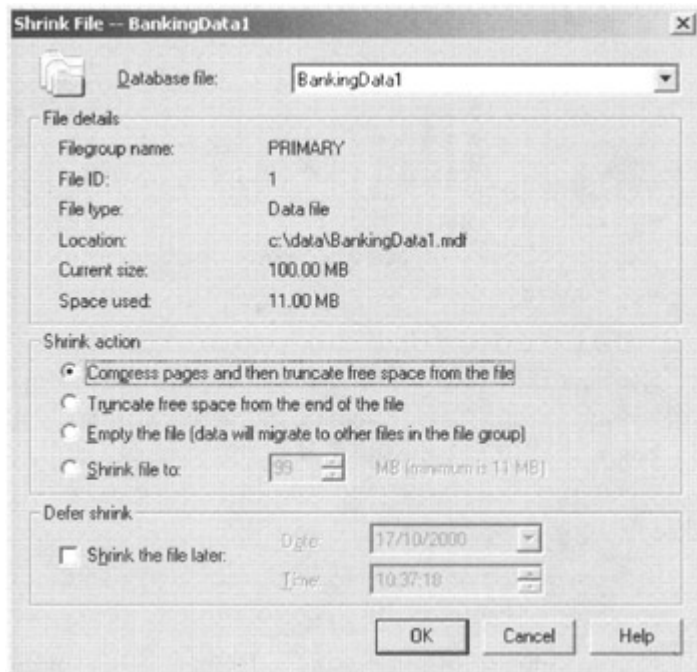 Shrink File -- BankingData1
Database file: BankingData1
File details
Filegroup name: PRIMARY
File ID: 1
File type: Data file
Location: c:\data\BankingData1.mdf
Current size: 100.00 MB
Space used: 11.00 MB
Shrink action
Compress pages and then truncate free space from the file
Truncate free space from the end of the file
Empty the file (data will migrate to other files in the file group)
Shrink file to: 99 MB (minimum is 11 MB)
Defer shrink
Shrink the file later: Date: 17/10/2000
Time: 10:37:18
OK Cancel Help